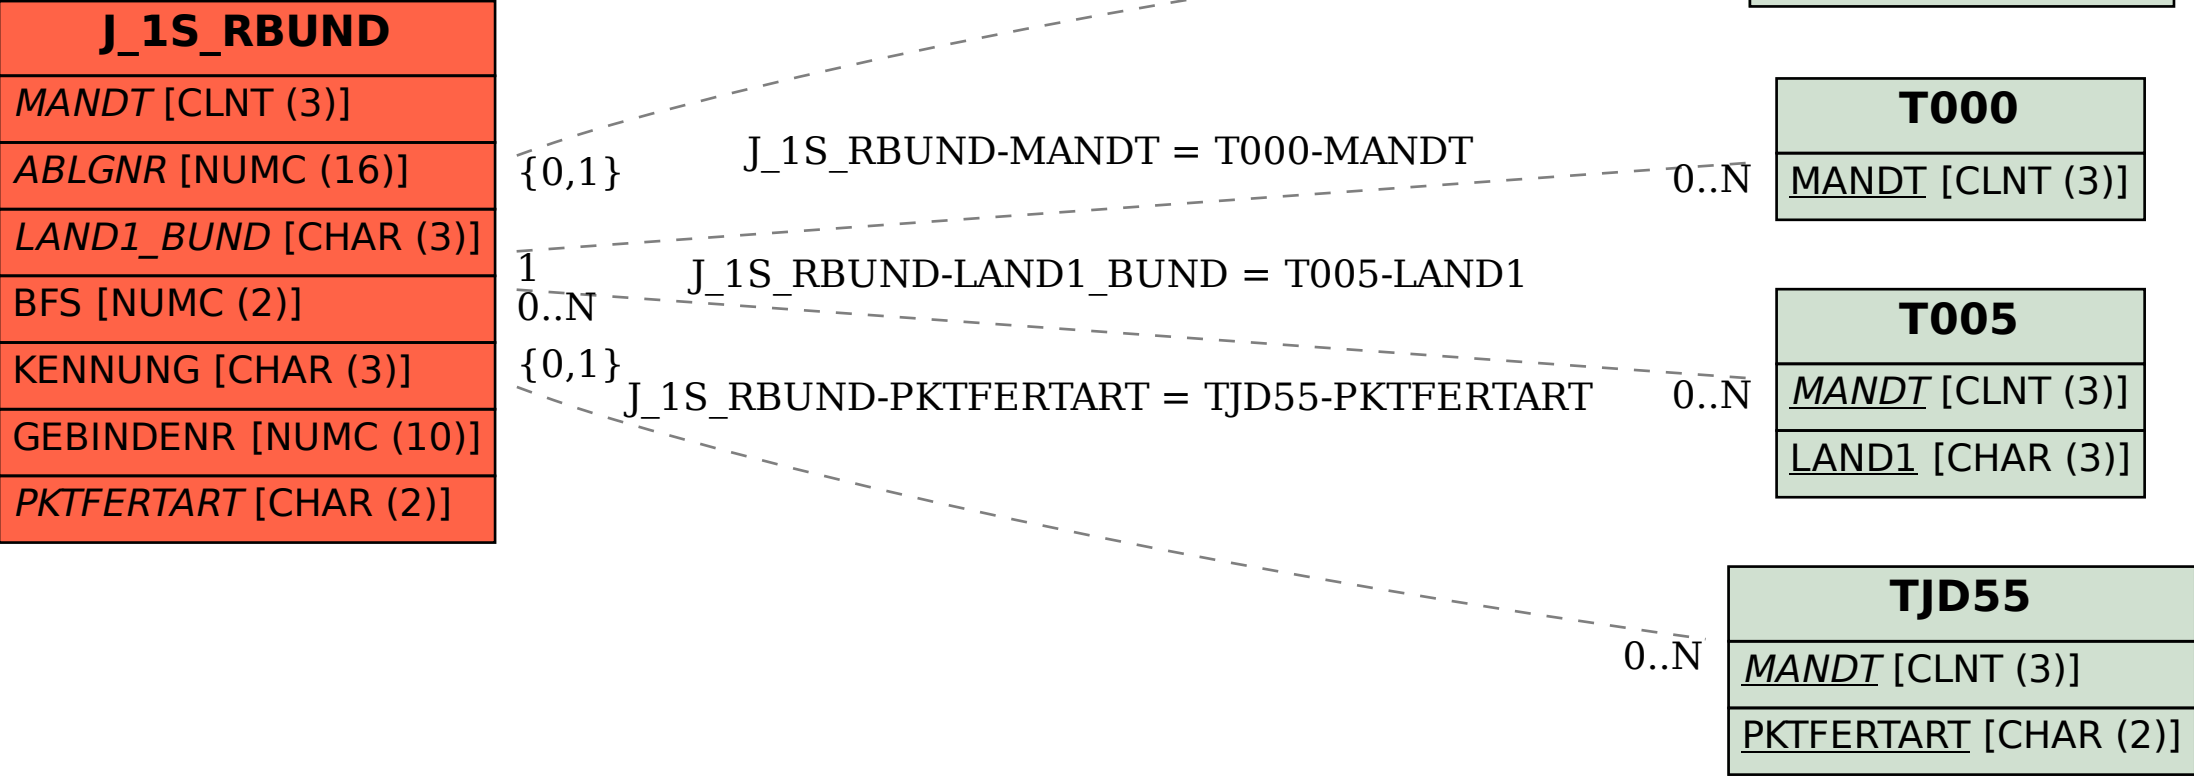 J_1S_RBUND
MANDT [CLNT (3)]
ABLGNR [NUMC (16)]
LAND1_BUND [CHAR (3)]
BFS [NUMC (2)]
KENNUNG [CHAR (3)]
GEBINDENR [NUMC (10)]
PKTFERTART [CHAR (2)]
{0,1}
J_1S_RBUND-MANDT = T000-MANDT
0..N
1
J_1S_RBUND-LAND1_BUND = T005-LAND1
0..N
{0,1}
J_1S_RBUND-PKTFERTART = TJD55-PKTFERTART
0..N
0..N
T000
MANDT [CLNT (3)]
T005
MANDT [CLNT (3)]
LAND1 [CHAR (3)]
TJD55
MANDT [CLNT (3)]
PKTFERTART [CHAR (2)]